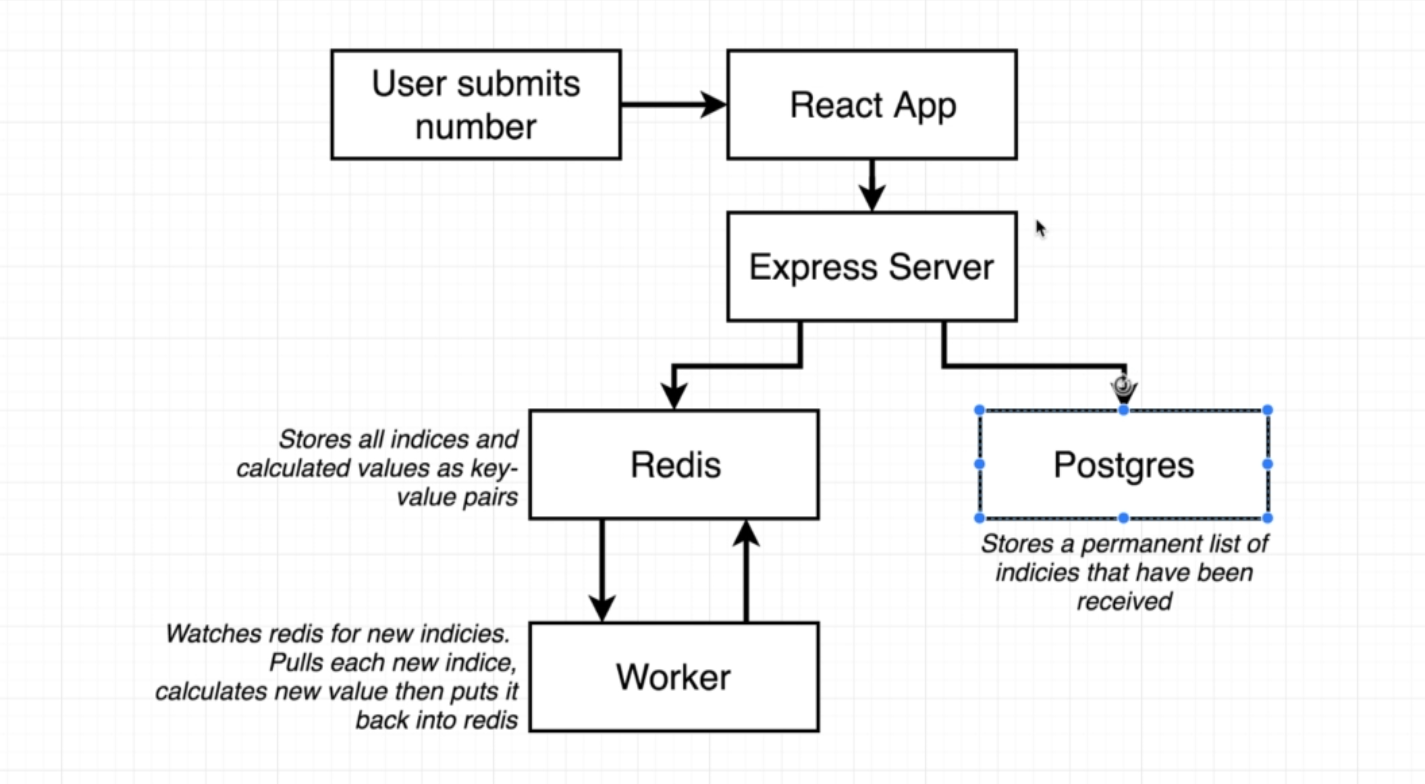 User submits
number
React App
Express Server
Stores all indices and
calculated values as key-
value pairs
Redis
Postgres
Stores a permanent list of
indicies that have been
received
Watches redis for new indicies.
Pulls each new indice,
calculates new value then puts it
back into redis
Worker